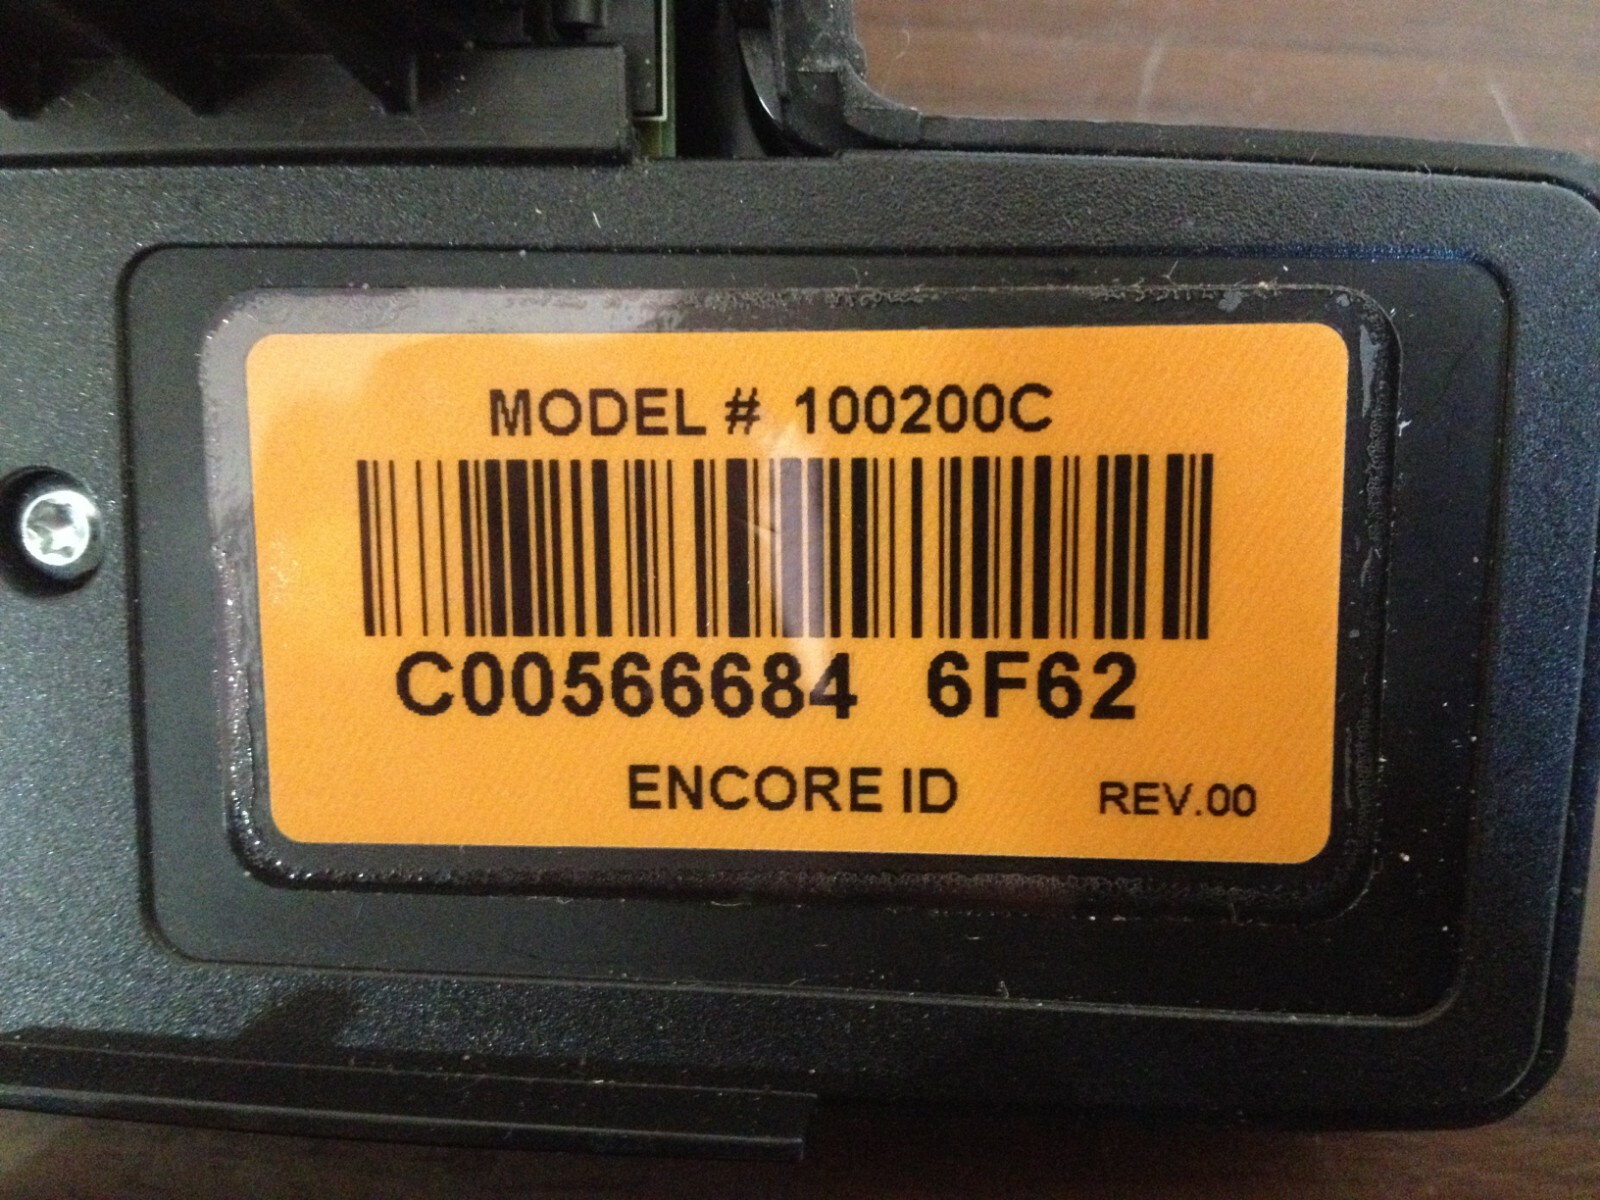 MODEL # 100200C
C00566684 6F62
ENCORE ID REV.00